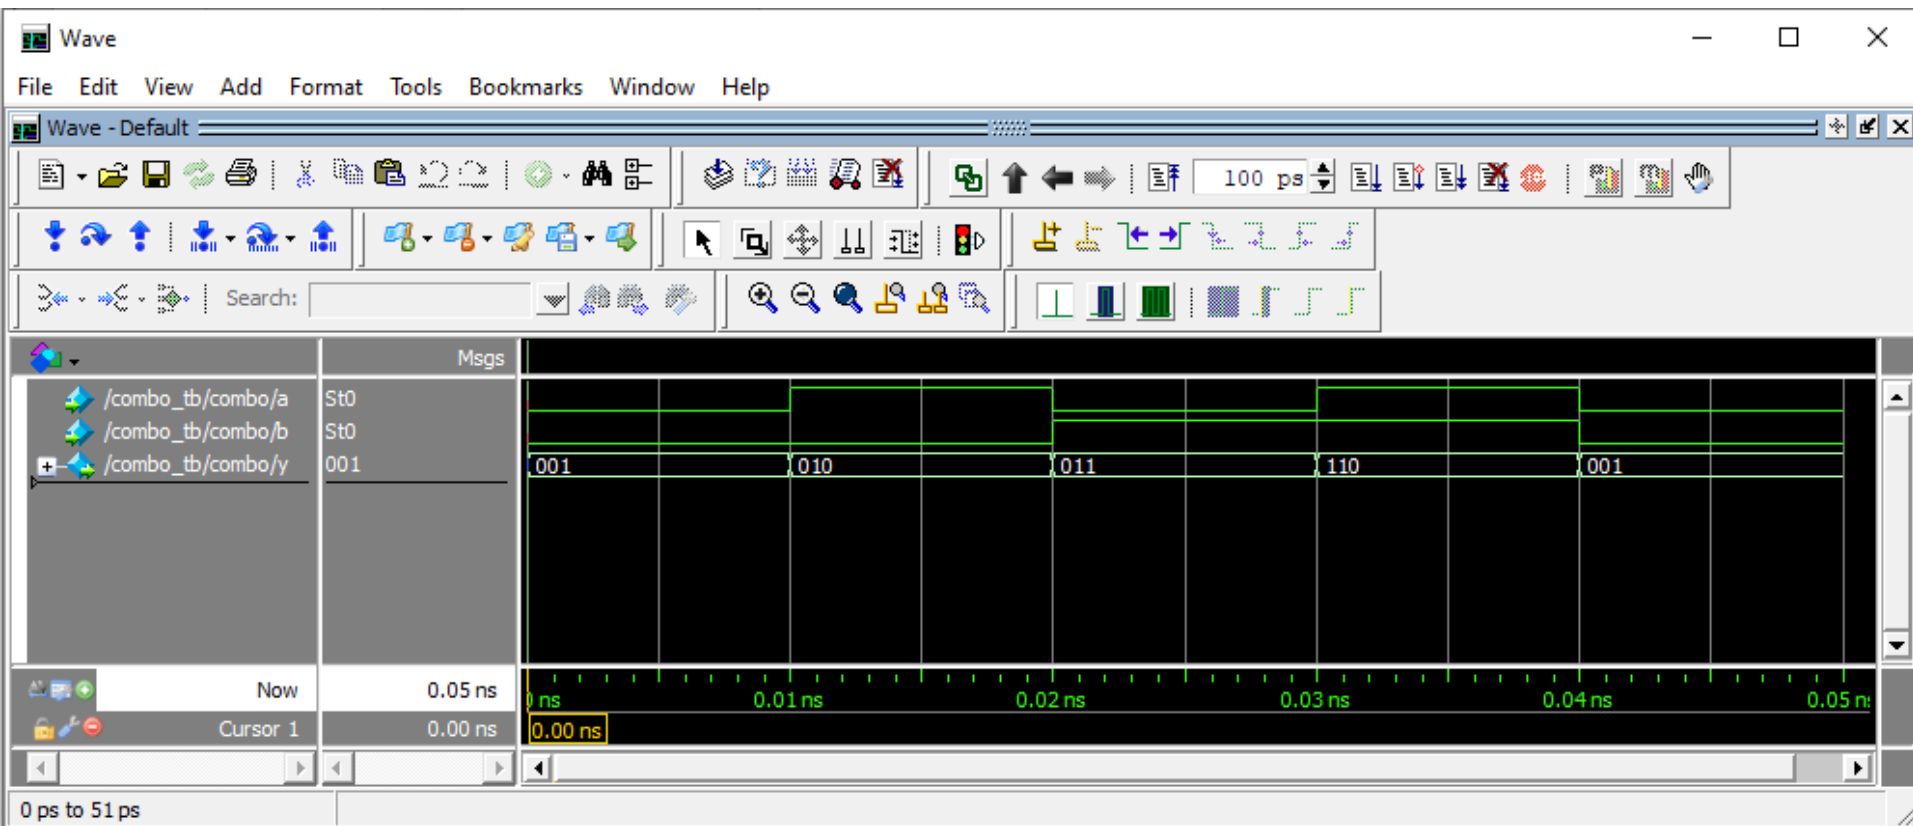 Wave
File Edit View Add Format Tools Bookmarks Window Help
Wave - Default
100 ps
Search:
Msgs
/combo_tb/combo/a St0
/combo_tb/combo/b St0
/combo_tb/combo/y 001 001 010 011 110 001
Now 0.05 ns ns 0.01 ns 0.02 ns 0.03 ns 0.04 ns 0.05 n
Cursor 1 0.00 ns 0.00 ns
0 ps to 51 ps